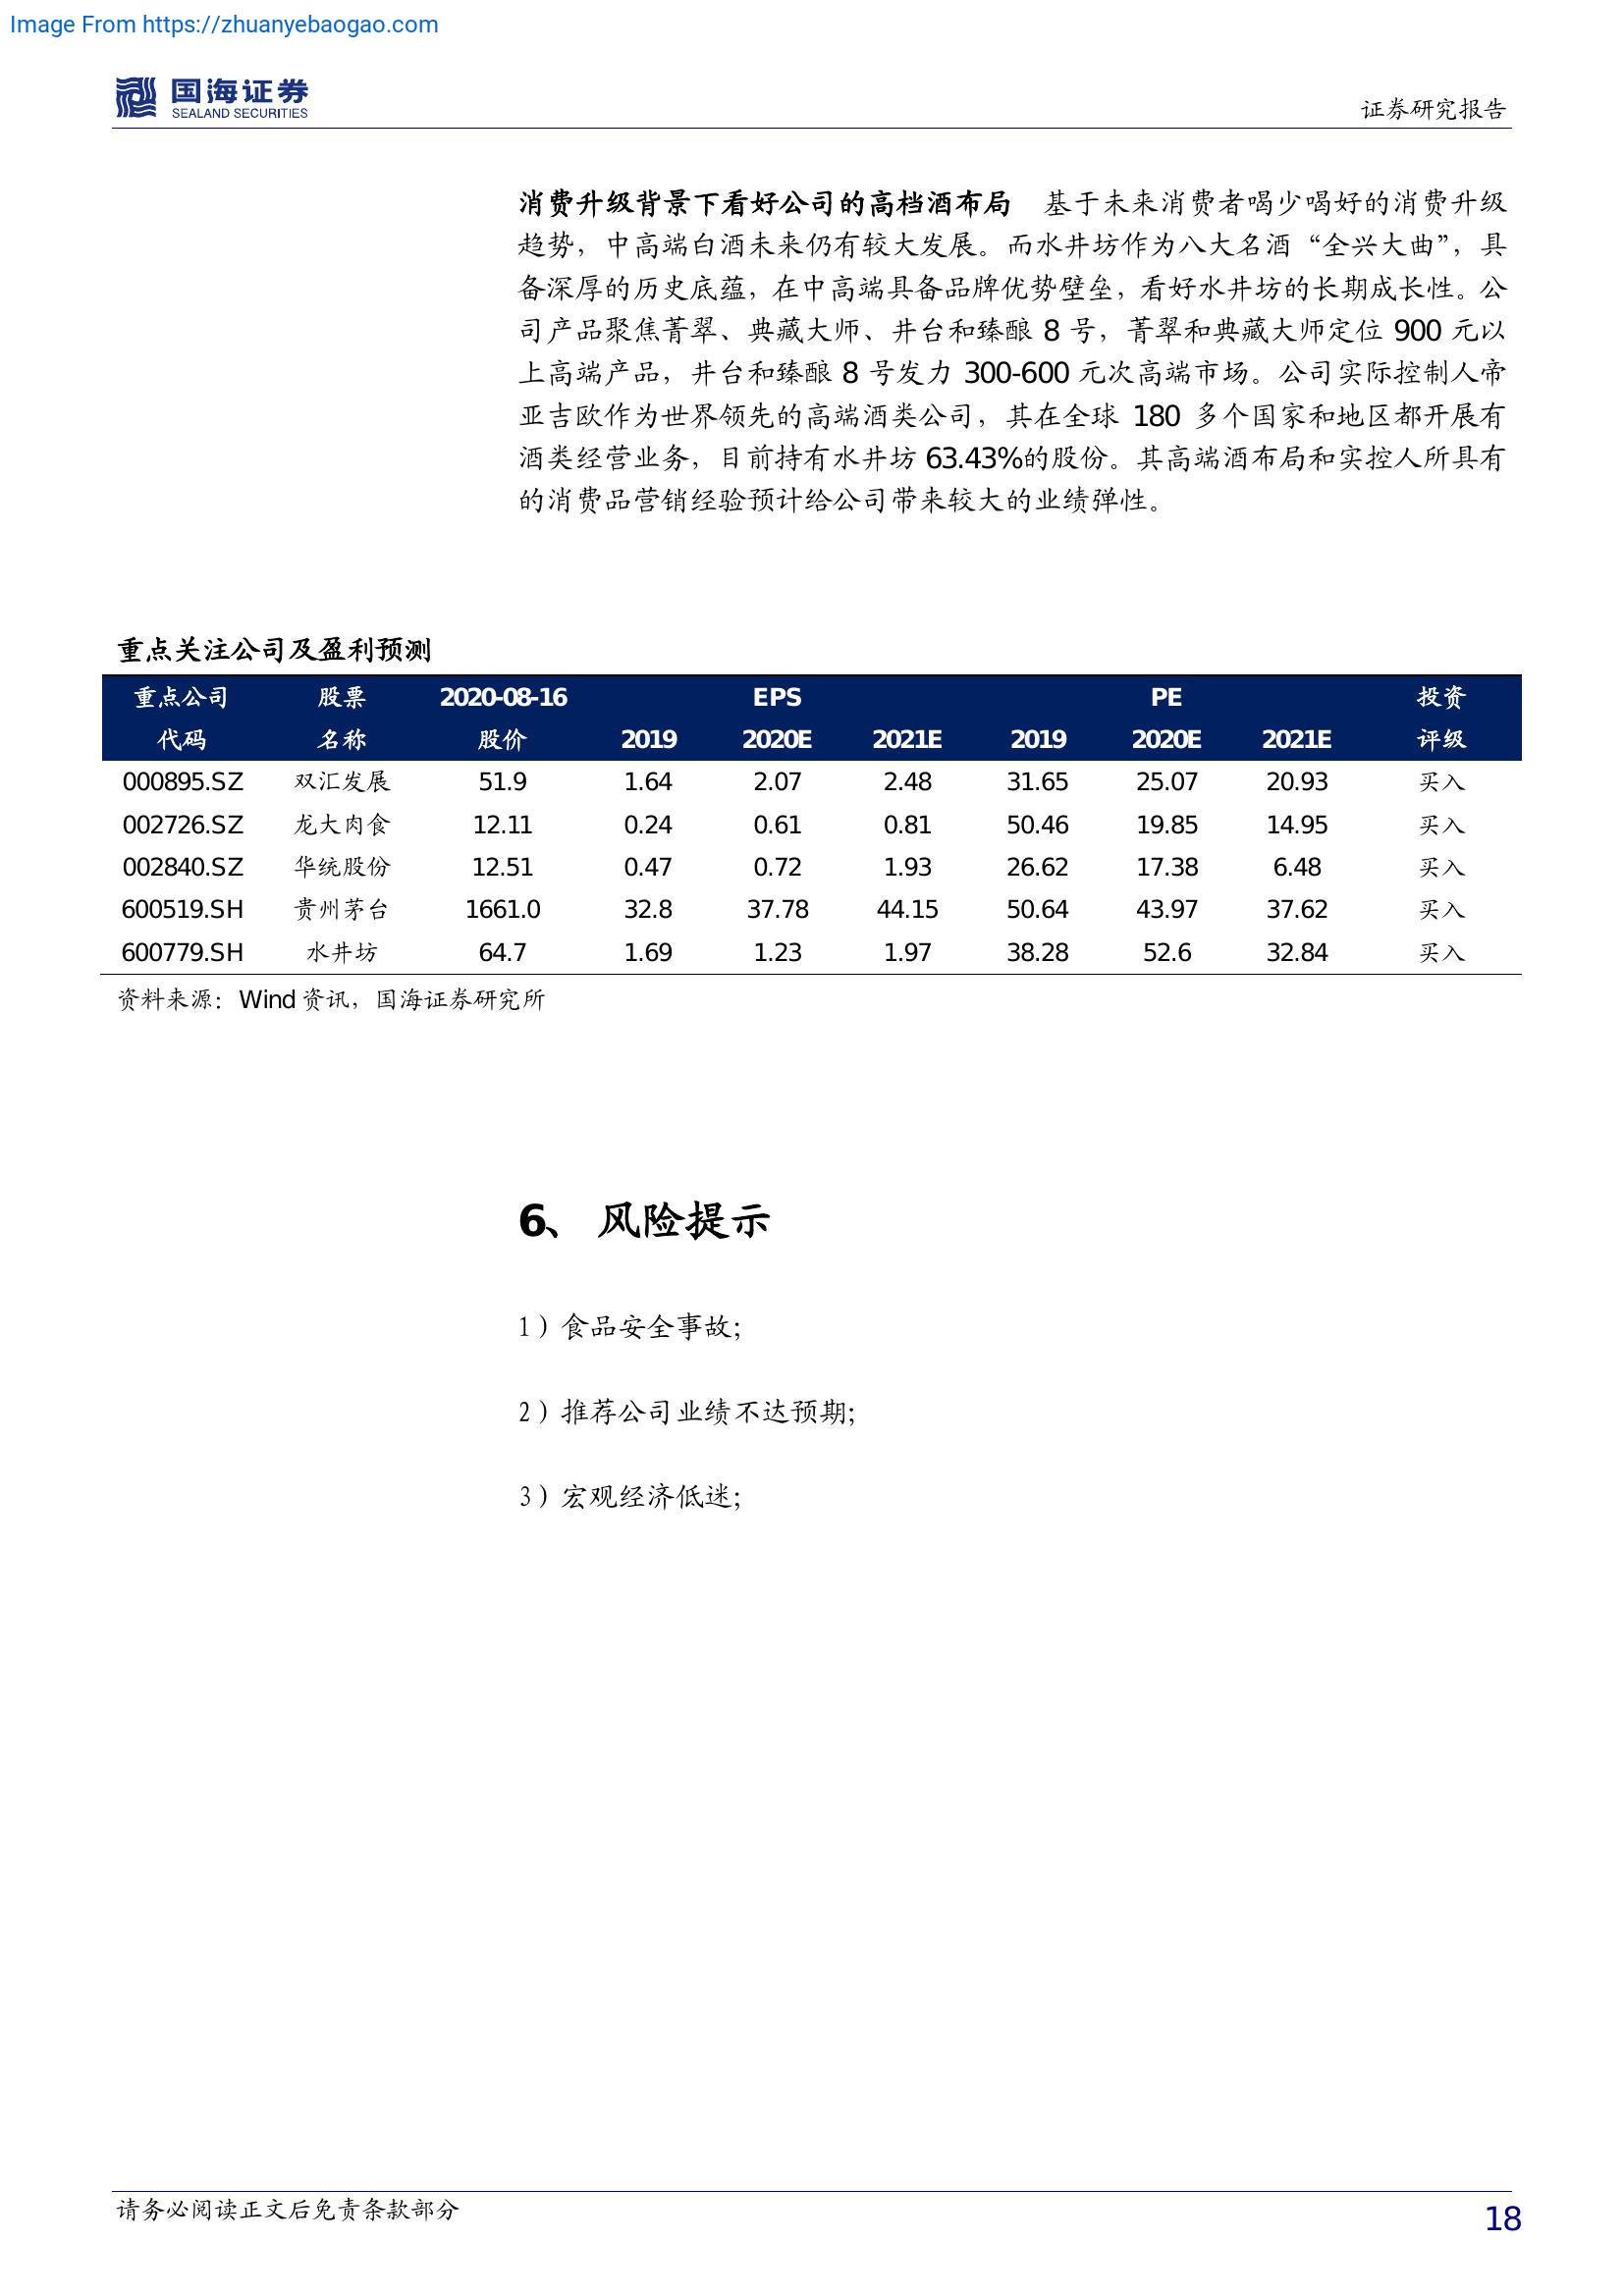 Image From https://zhuanyebaogao.com
国海证券
SEALAND SECURITIES
证券研究报告
消费升级背景下看好公司的高档酒布局 基于未来消费者喝少喝好的消费升级
趋势，中高端白酒未来仍有较大发展。而水井坊作为八大名酒“全兴大曲”，具
备深厚的历史底蕴，在中高端具备品牌优势壁垒，看好水井坊的长期成长性。公
司产品聚焦菁翠、典藏大师、井台和臻酿 8 号，菁翠和典藏大师定位 900 元以
上高端产品，井台和臻酿 8 号发力 300-600 元次高端市场。公司实际控制人帝
亚吉欧作为世界领先的高端酒类公司，其在全球 180 多个国家和地区都开展有
酒类经营业务，目前持有水井坊 63.43%的股份。其高端酒布局和实控人所具有
的消费品营销经验预计给公司带来较大的业绩弹性。
重点关注公司及盈利预测
重点公司 股票 2020-08-16 EPS PE 投资
代码 名称 股价 2019 2020E 2021E 2019 2020E 2021E 评级
000895.SZ 双汇发展 51.9 1.64 2.07 2.48 31.65 25.07 20.93 买入
002726.SZ 龙大肉食 12.11 0.24 0.61 0.81 50.46 19.85 14.95 买入
002840.SZ 华统股份 12.51 0.47 0.72 1.93 26.62 17.38 6.48 买入
600519.SH 贵州茅台 1661.0 32.8 37.78 44.15 50.64 43.97 37.62 买入
600779.SH 水井坊 64.7 1.69 1.23 1.97 38.28 52.6 32.84 买入
资料来源：Wind 资讯，国海证券研究所
6、 风险提示
1）食品安全事故；
2）推荐公司业绩不达预期；
3）宏观经济低迷；
请务必阅读正文后免责条款部分
18